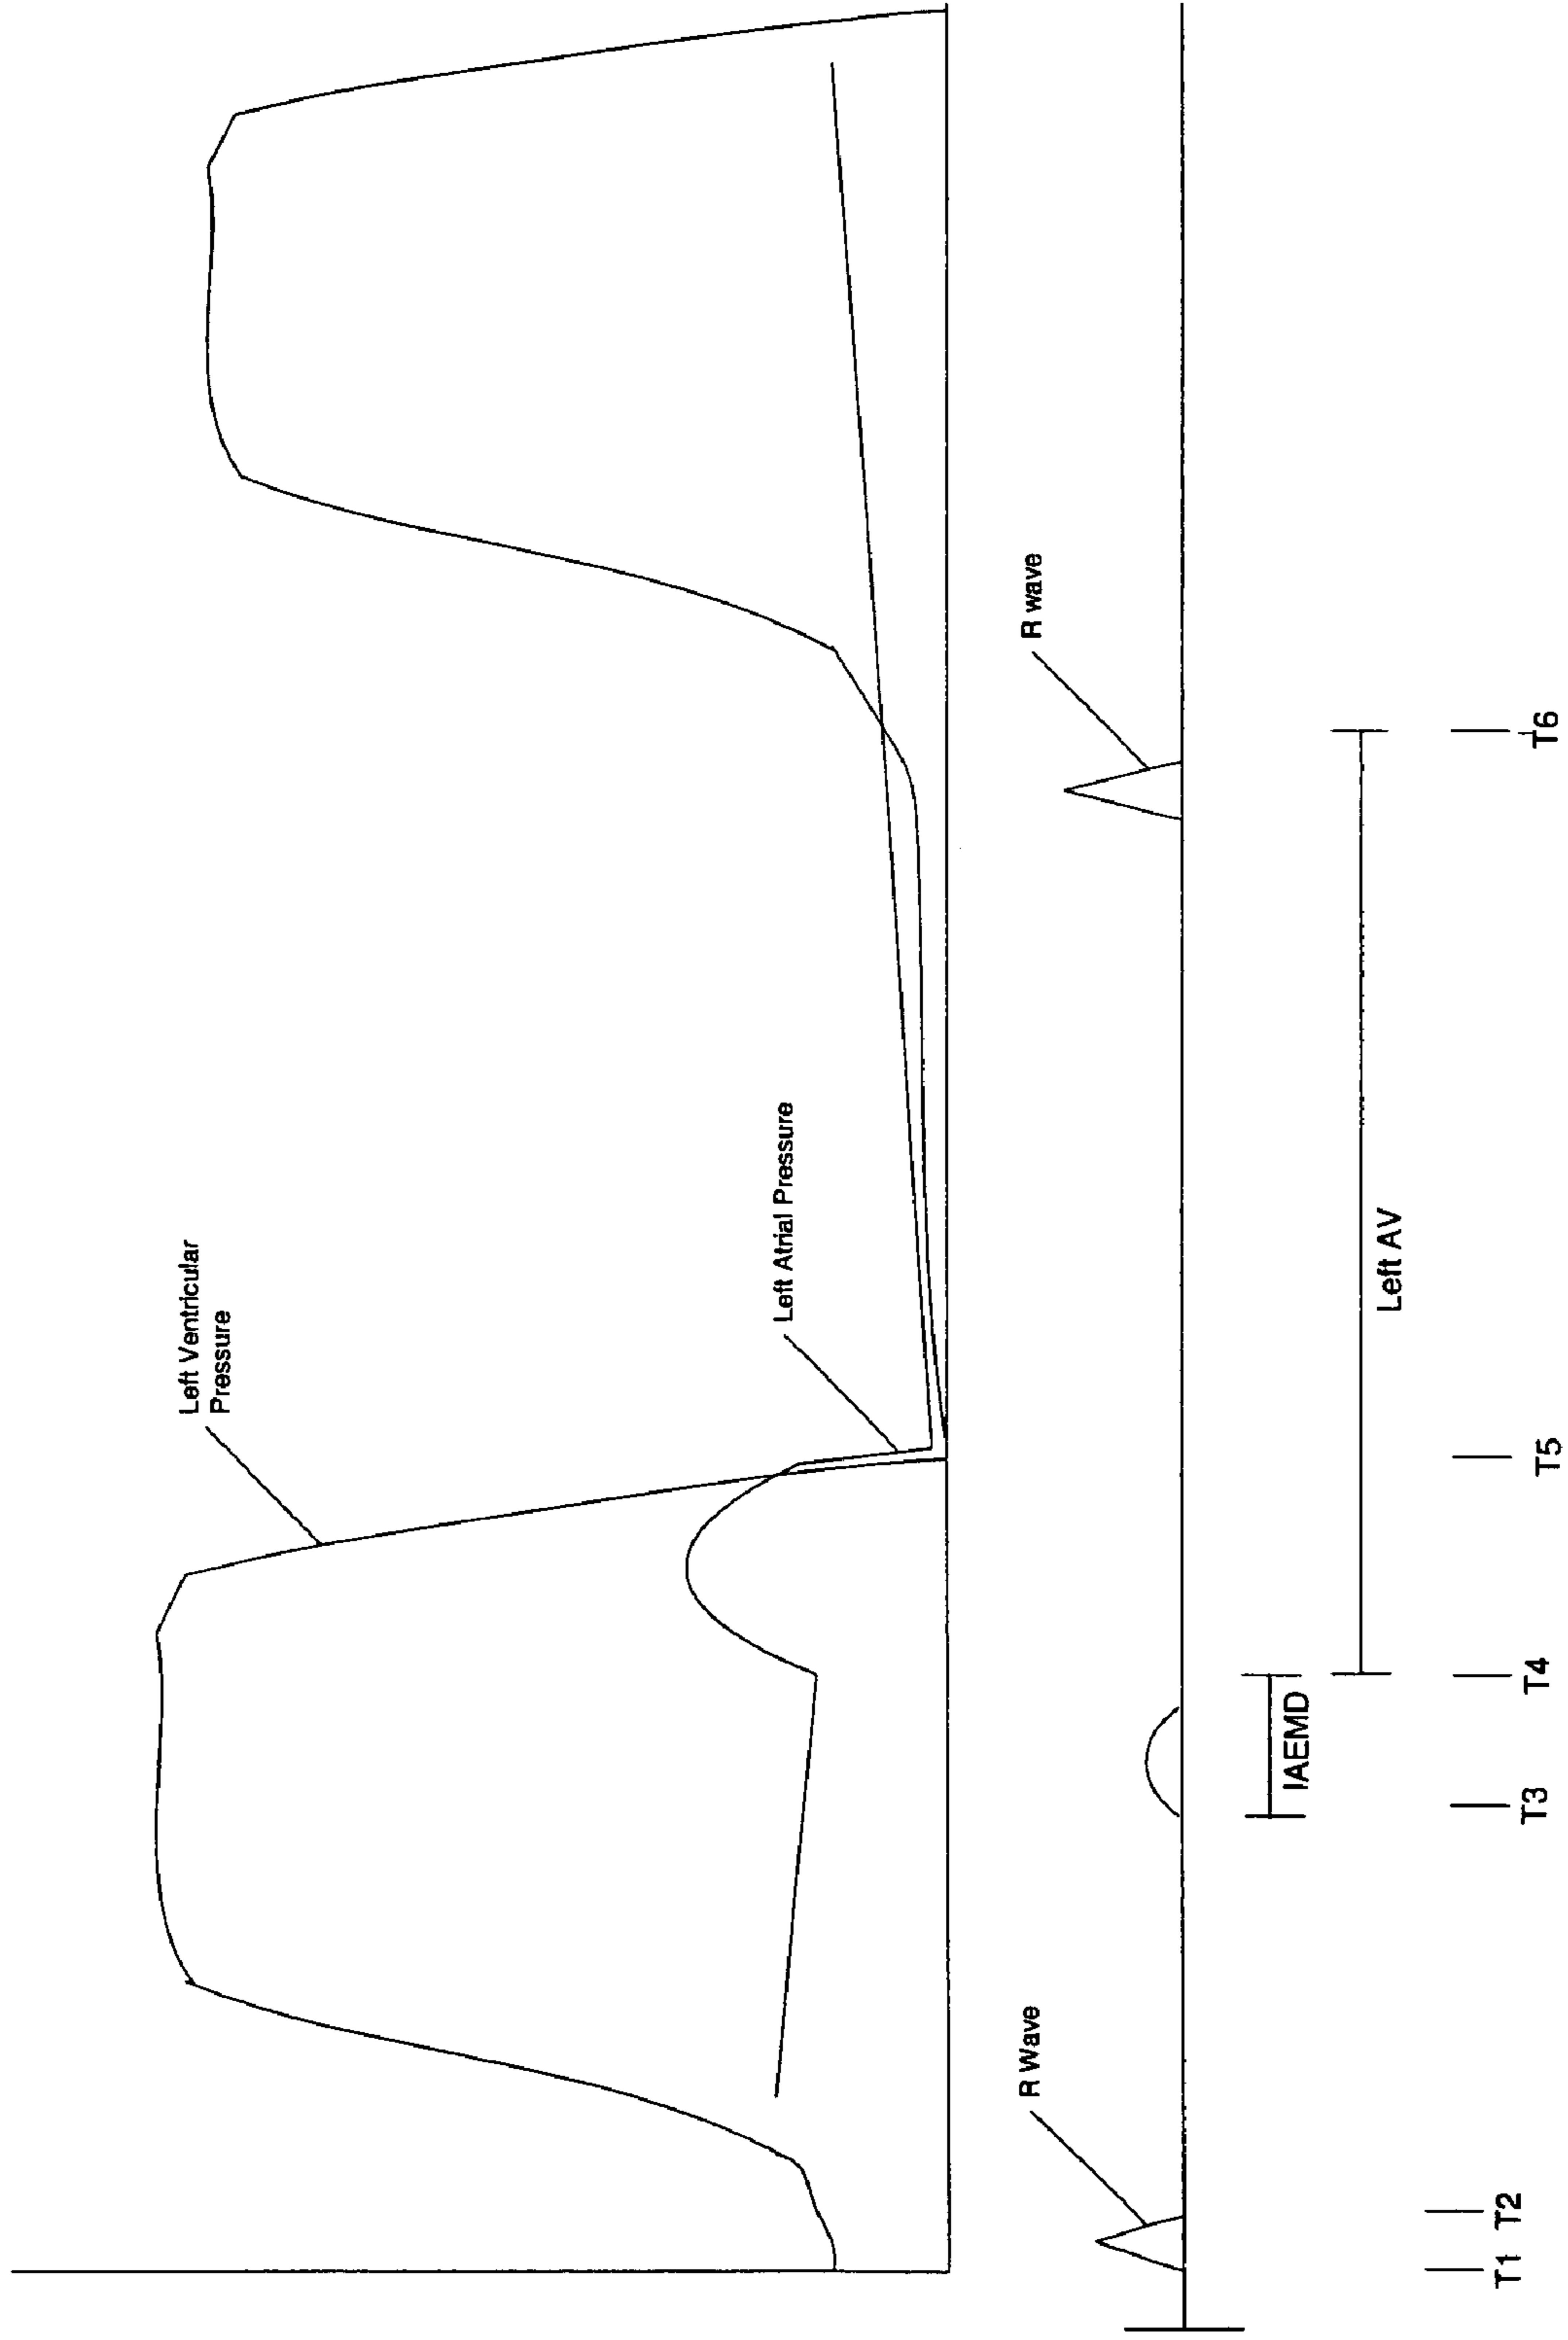 Left Ventricular
Pressure
Left Atrial Pressure
R Wave
R wave
IAEMD
Left AV
T1
T2
T3
T4
T5
T6